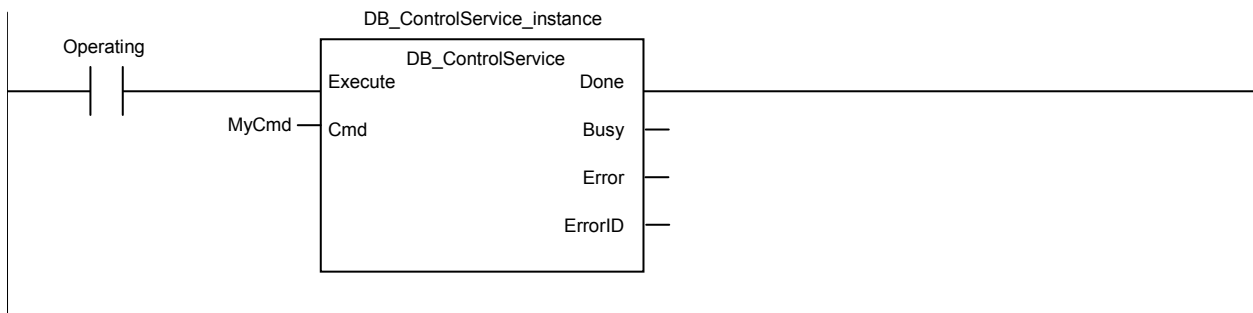 DB_ControlService_instance
Operating
DB_ControlService
Execute Done
MyCmd Cmd Busy
Error
ErrorID